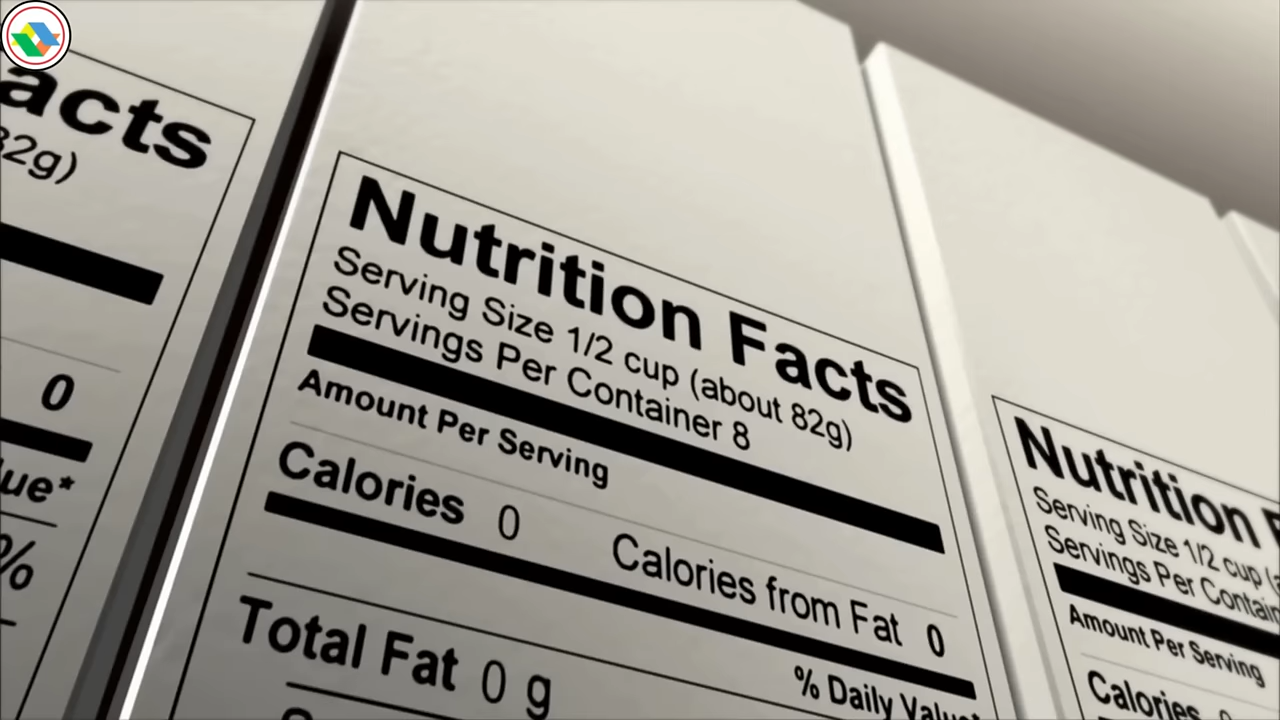 acts
82g)
0
ue*
%
Nutrition Facts
Serving Size 1/2 cup (about 82g)
Servings Per Container 8
Amount Per Serving
Calories 0 Calories from Fat 0
% Daily Value*
Total Fat 0 g
Nutrition F
Serving Size 1/2 cup (
Servings Per Contain
Amount Per Serving
Calories